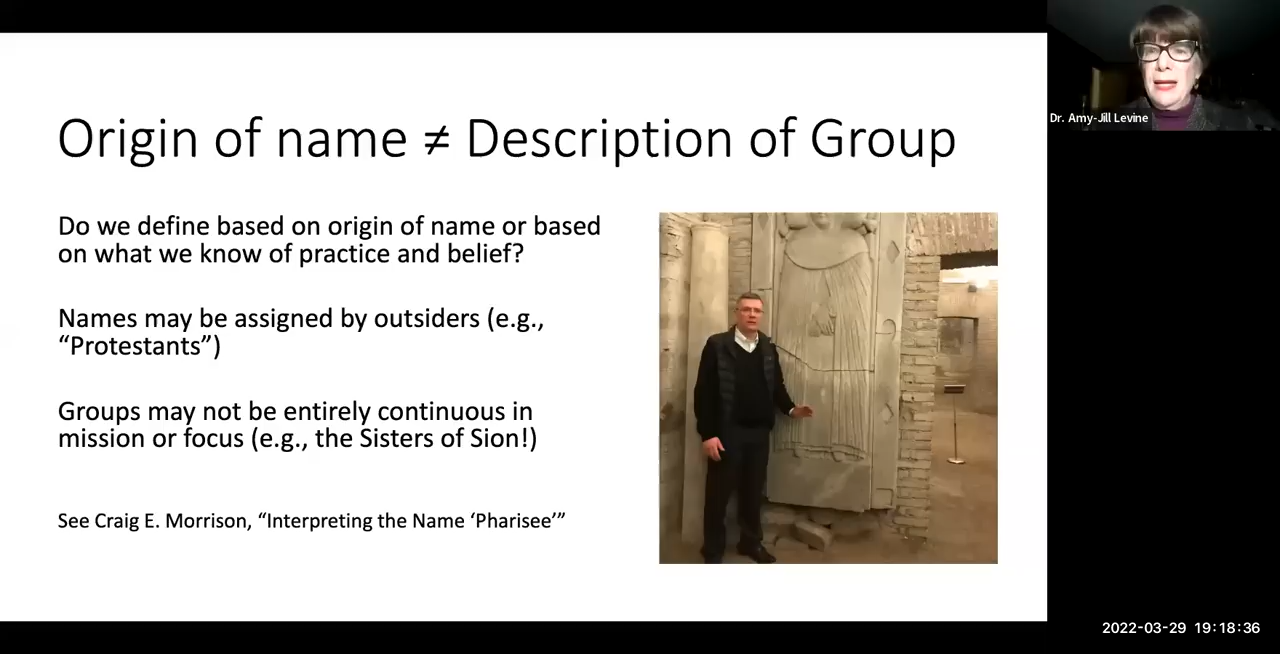 Origin of name ≠ Description of Group
Do we define based on origin of name or based
on what we know of practice and belief?
Names may be assigned by outsiders (e.g.,
“Protestants”)
Groups may not be entirely continuous in
mission or focus (e.g., the Sisters of Sion!)
See Craig E. Morrison, “Interpreting the Name ‘Pharisee’”
Dr. Amy-Jill Levine
2022-03-29 19:18:36